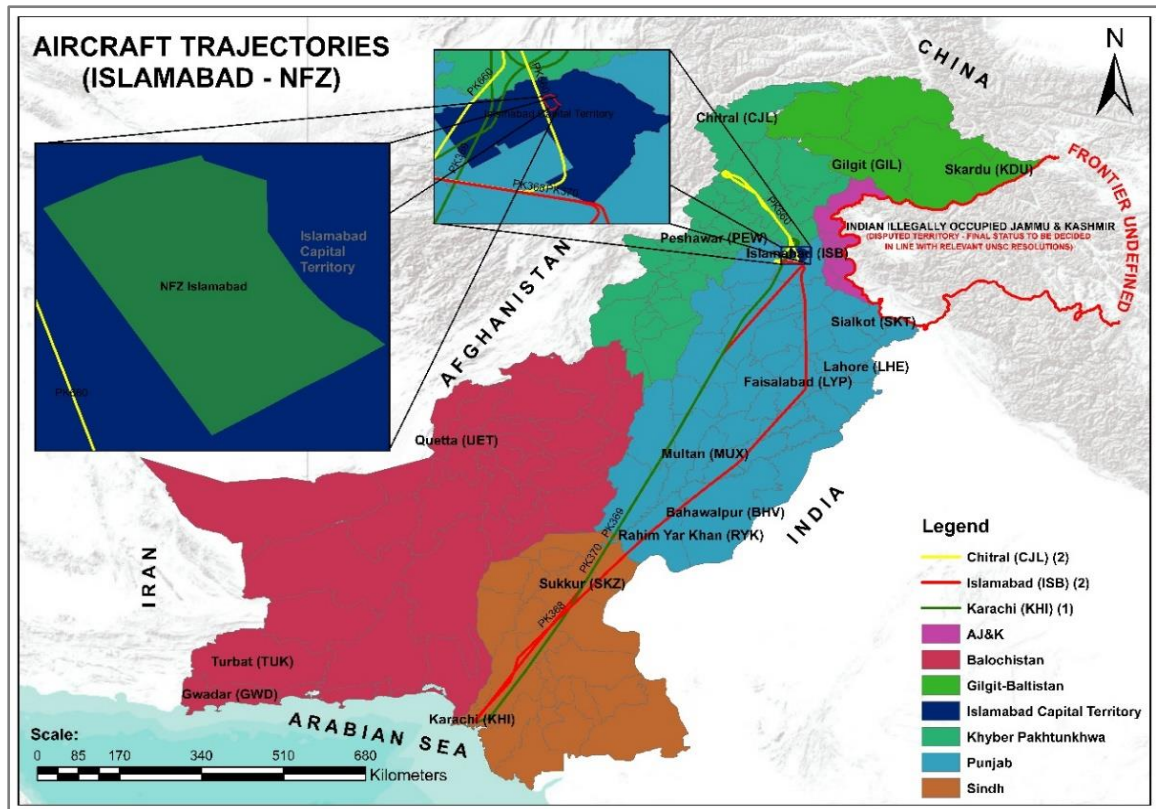 AIRCRAFT TRAJECTORIES
(ISLAMABAD - NFZ)
PK660
Islamabad Capital Territory
PK368
PK370
NFZ Islamabad
Islamabad
Capital
Territory
CHINA
N
Chitral (CJL)
Gilgit (GIL)
Skardu (KDU)
FRONTIER UNDEFINED
PK660
INDIAN ILLEGALLY OCCUPIED JAMMU & KASHMIR
(DISPUTED TERRITORY - FINAL STATUS TO BE DECIDED
IN LINE WITH RELEVANT UNSC RESOLUTIONS)
Peshawar (PEW)
Islamabad (ISB)
AFGHANISTAN
Sialkot (SKT)
Lahore (LHE)
Faisalabad (LYP)
Quetta (UET)
Multan (MUX)
INDIA
Bahawalpur (BHV)
PK369
Rahim Yar Khan (RYK)
PK370
IRAN
Sukkur (SKZ)
PK368
Turbat (TUK)
Gwadar (GWD)
Karachi (KHI)
ARABIAN SEA
Scale:
0 85 170 340 510 680
Kilometers
Legend
Chitral (CJL) (2)
Islamabad (ISB) (2)
Karachi (KHI) (1)
AJ&K
Balochistan
Gilgit-Baltistan
Islamabad Capital Territory
Khyber Pakhtunkhwa
Punjab
Sindh